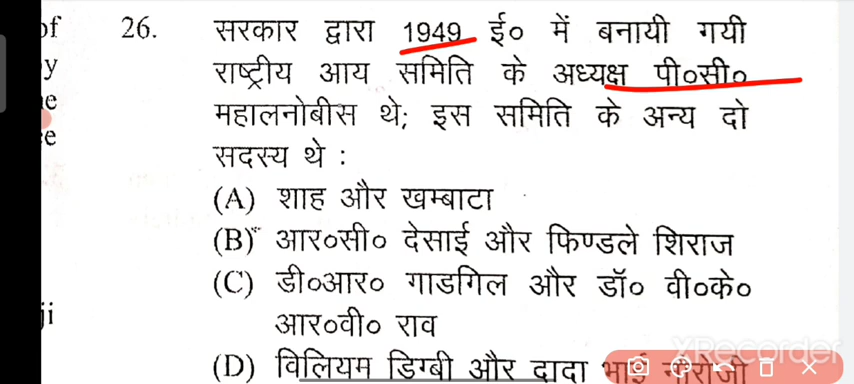 of
y
e
e
ji
26. सरकार द्वारा 1949 ई० में बनायी गयी
राष्ट्रीय आय समिति के अध्यक्ष पी०सी०
महालनोबीस थे; इस समिति के अन्य दो
सदस्य थे :
(A) शाह और खम्बाटा
(B) आर०सी० देसाई और फिण्डले शिराज
(C) डी०आर० गाडगिल और डॉ० वी०के०
आर०वी० राव
(D) विलियम डिग्बी और दादा भाई नौरोजी
XRecorder